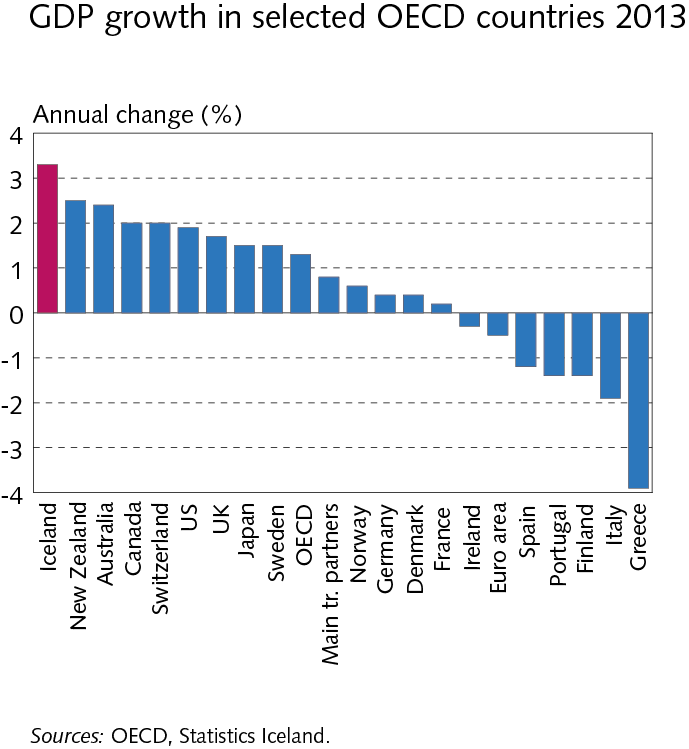 GDP growth in selected OECD countries 2013
Annual change (%)
4
3
2
1
0
-1
-2
-3
-4
Iceland
New Zealand
Australia
Canada
Switzerland
US
UK
Japan
Sweden
OECD
Main tr. partners
Norway
Germany
Denmark
France
Ireland
Euro area
Spain
Portugal
Finland
Italy
Greece
Sources: OECD, Statistics Iceland.